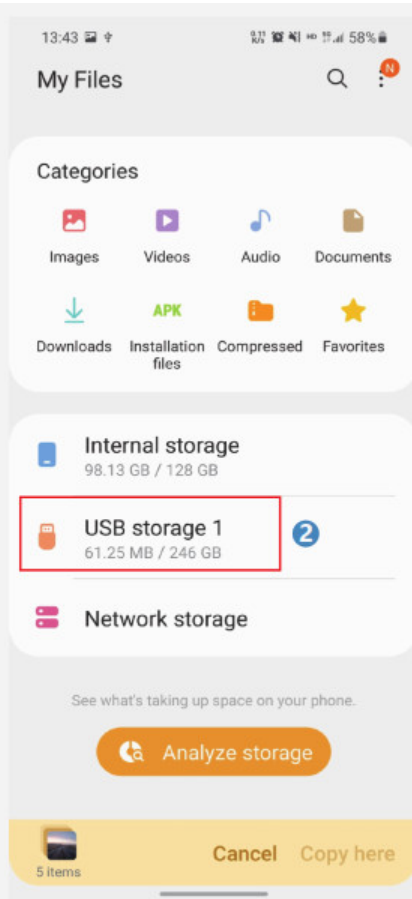 13:43
58%
My Files
N
Categories
Images Videos Audio Documents
APK
Downloads Installation files Compressed Favorites
Internal storage
98.13 GB / 128 GB
USB storage 1
61.25 MB / 246 GB
2
Network storage
See what's taking up space on your phone.
Analyze storage
5 items
Cancel Copy here